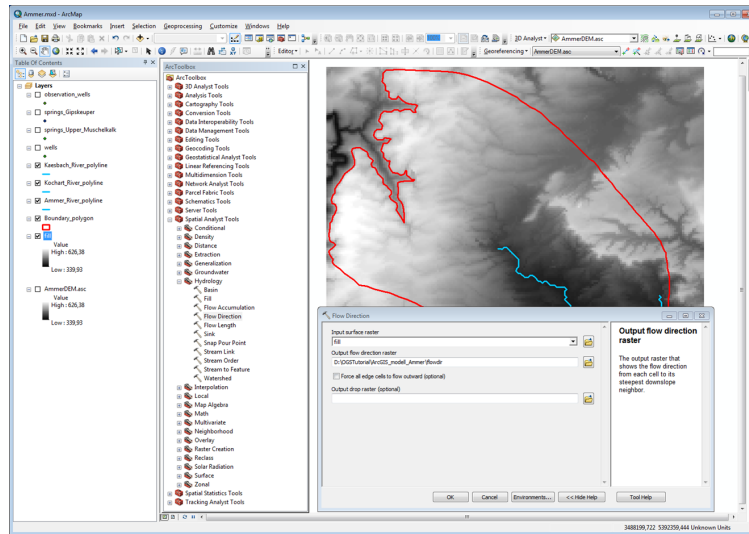 Ammer.mxd - ArcMap
File Edit View Bookmarks Insert Selection Geoprocessing Customize Windows Help
3D Analyst AmmerDEM.asc
Editor Georeferencing AmmerDEM.asc
Table Of Contents
Layers
observation_wells
springs_Gipskeuper
springs_Upper_Muschelkalk
wells
Kaesbach_River_polyline
Kochart_River_polyline
Ammer_River_polyline
Boundary_polygon
fill
Value
High : 626,38
Low : 339,93
AmmerDEM.asc
Value
High : 626,38
Low : 339,93
ArcToolbox
ArcToolbox
3D Analyst Tools
Analysis Tools
Cartography Tools
Conversion Tools
Data Interoperability Tools
Data Management Tools
Editing Tools
Geocoding Tools
Geostatistical Analyst Tools
Linear Referencing Tools
Multidimension Tools
Network Analyst Tools
Parcel Fabric Tools
Schematics Tools
Server Tools
Spatial Analyst Tools
Conditional
Density
Distance
Extraction
Generalization
Groundwater
Hydrology
Basin
Fill
Flow Accumulation
Flow Direction
Flow Length
Sink
Snap Pour Point
Stream Link
Stream Order
Stream to Feature
Watershed
Interpolation
Local
Map Algebra
Math
Multivariate
Neighborhood
Overlay
Raster Creation
Reclass
Solar Radiation
Surface
Zonal
Spatial Statistics Tools
Tracking Analyst Tools
Flow Direction
Input surface raster
fill
Output flow direction raster
D:\OGSTutorial\ArcGIS_modell_Ammer\flowdir
Force all edge cells to flow outward (optional)
Output drop raster (optional)
OK Cancel Environments... << Hide Help Tool Help
Output flow direction
raster
The output raster that
shows the flow direction
from each cell to its
steepest downslope
neighbor.
3488199,722 5392359,444 Unknown Units